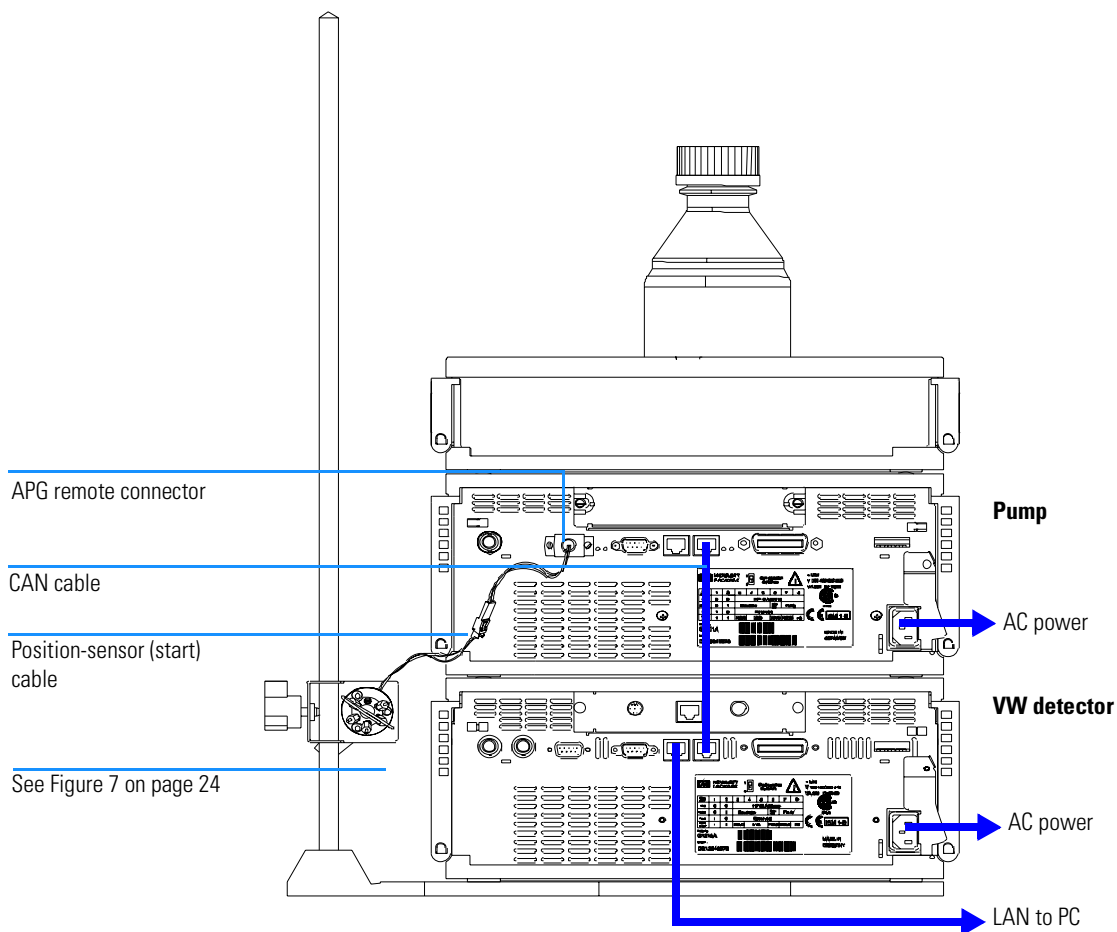 APG remote connector
CAN cable
Position-sensor (start)
cable
See Figure 7 on page 24
Pump
AC power
VW detector
AC power
LAN to PC